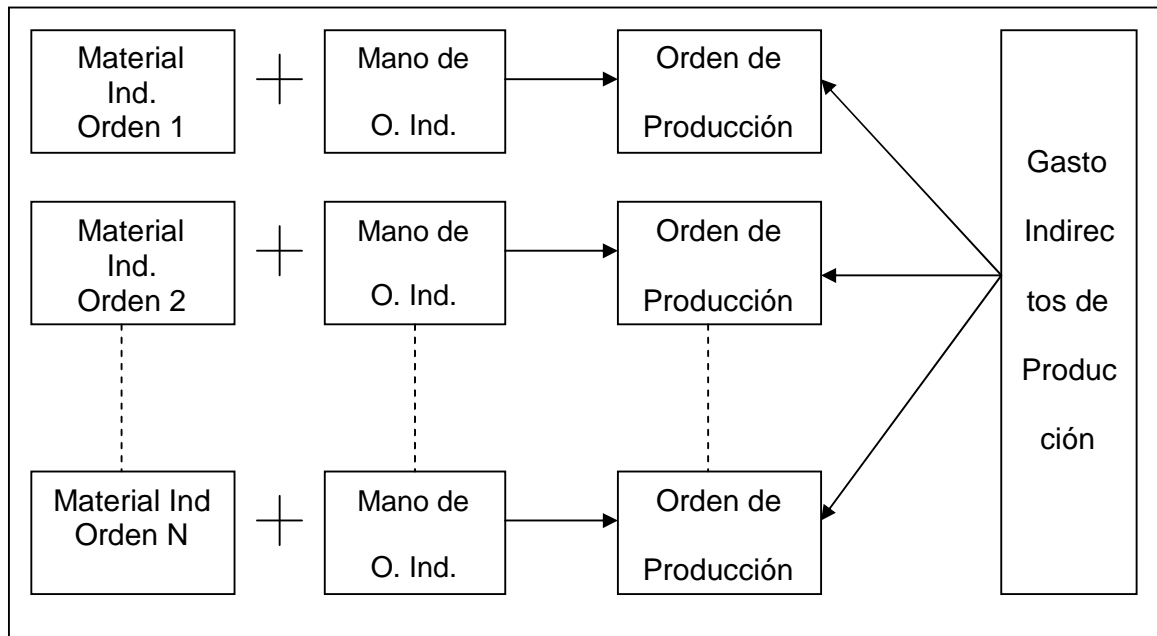 Material
Ind.
Orden 1
Mano de
O. Ind.
Orden de
Producción
Material
Ind.
Orden 2
Mano de
O. Ind.
Orden de
Producción
Material Ind
Orden N
Mano de
O. Ind.
Orden de
Producción
Gasto
Indirec
tos de
Produc
ción